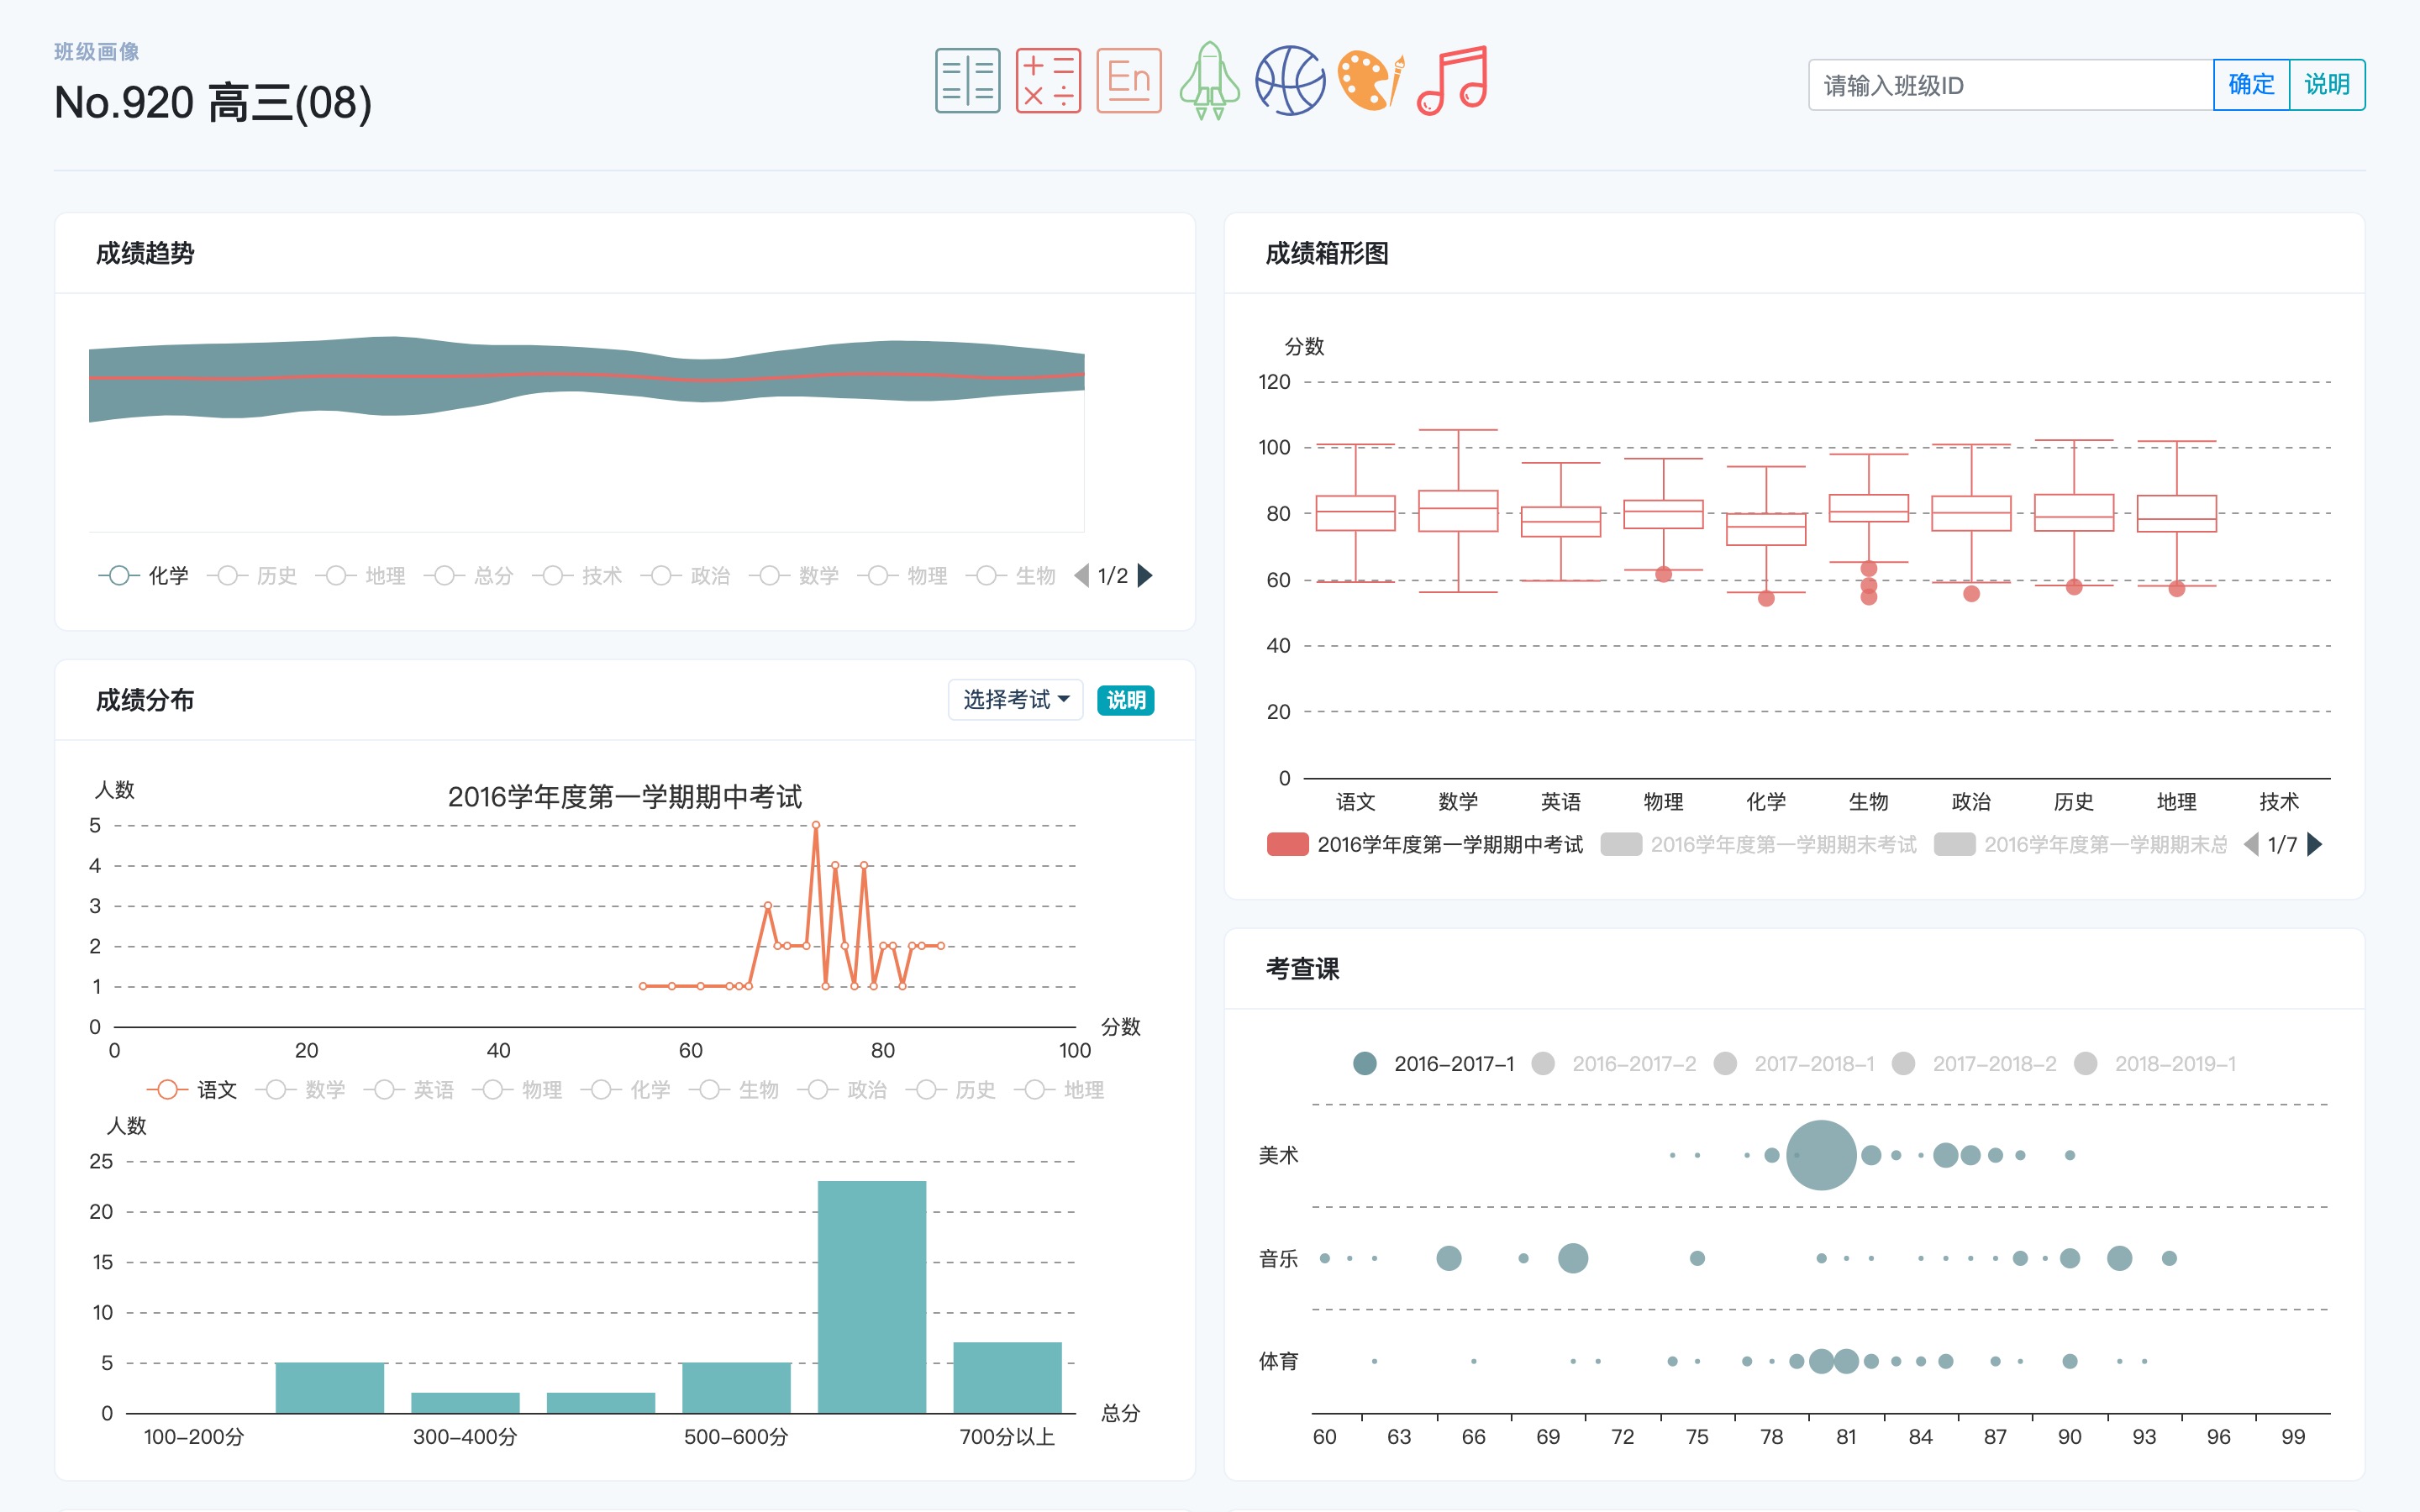 班级画像
No.920 高三(08)
En
请输入班级ID 确定 说明
成绩趋势
化学 历史 地理 总分 技术 政治 数学 物理 生物 1/2
成绩箱形图
分数
120
100
80
60
40
20
0
语文 数学 英语 物理 化学 生物 政治 历史 地理 技术
2016学年度第一学期期中考试 2016学年度第一学期期末考试 2016学年度第一学期期末总 1/7
成绩分布 选择考试 说明
人数
2016学年度第一学期期中考试
5
4
3
2
1
0
分数
0 20 40 60 80 100
语文 数学 英语 物理 化学 生物 政治 历史 地理
人数
25
20
15
10
5
0
总分
100–200分 300–400分 500–600分 700分以上
考查课
2016–2017–1 2016–2017–2 2017–2018–1 2017–2018–2 2018–2019–1
美术
音乐
体育
60 63 66 69 72 75 78 81 84 87 90 93 96 99